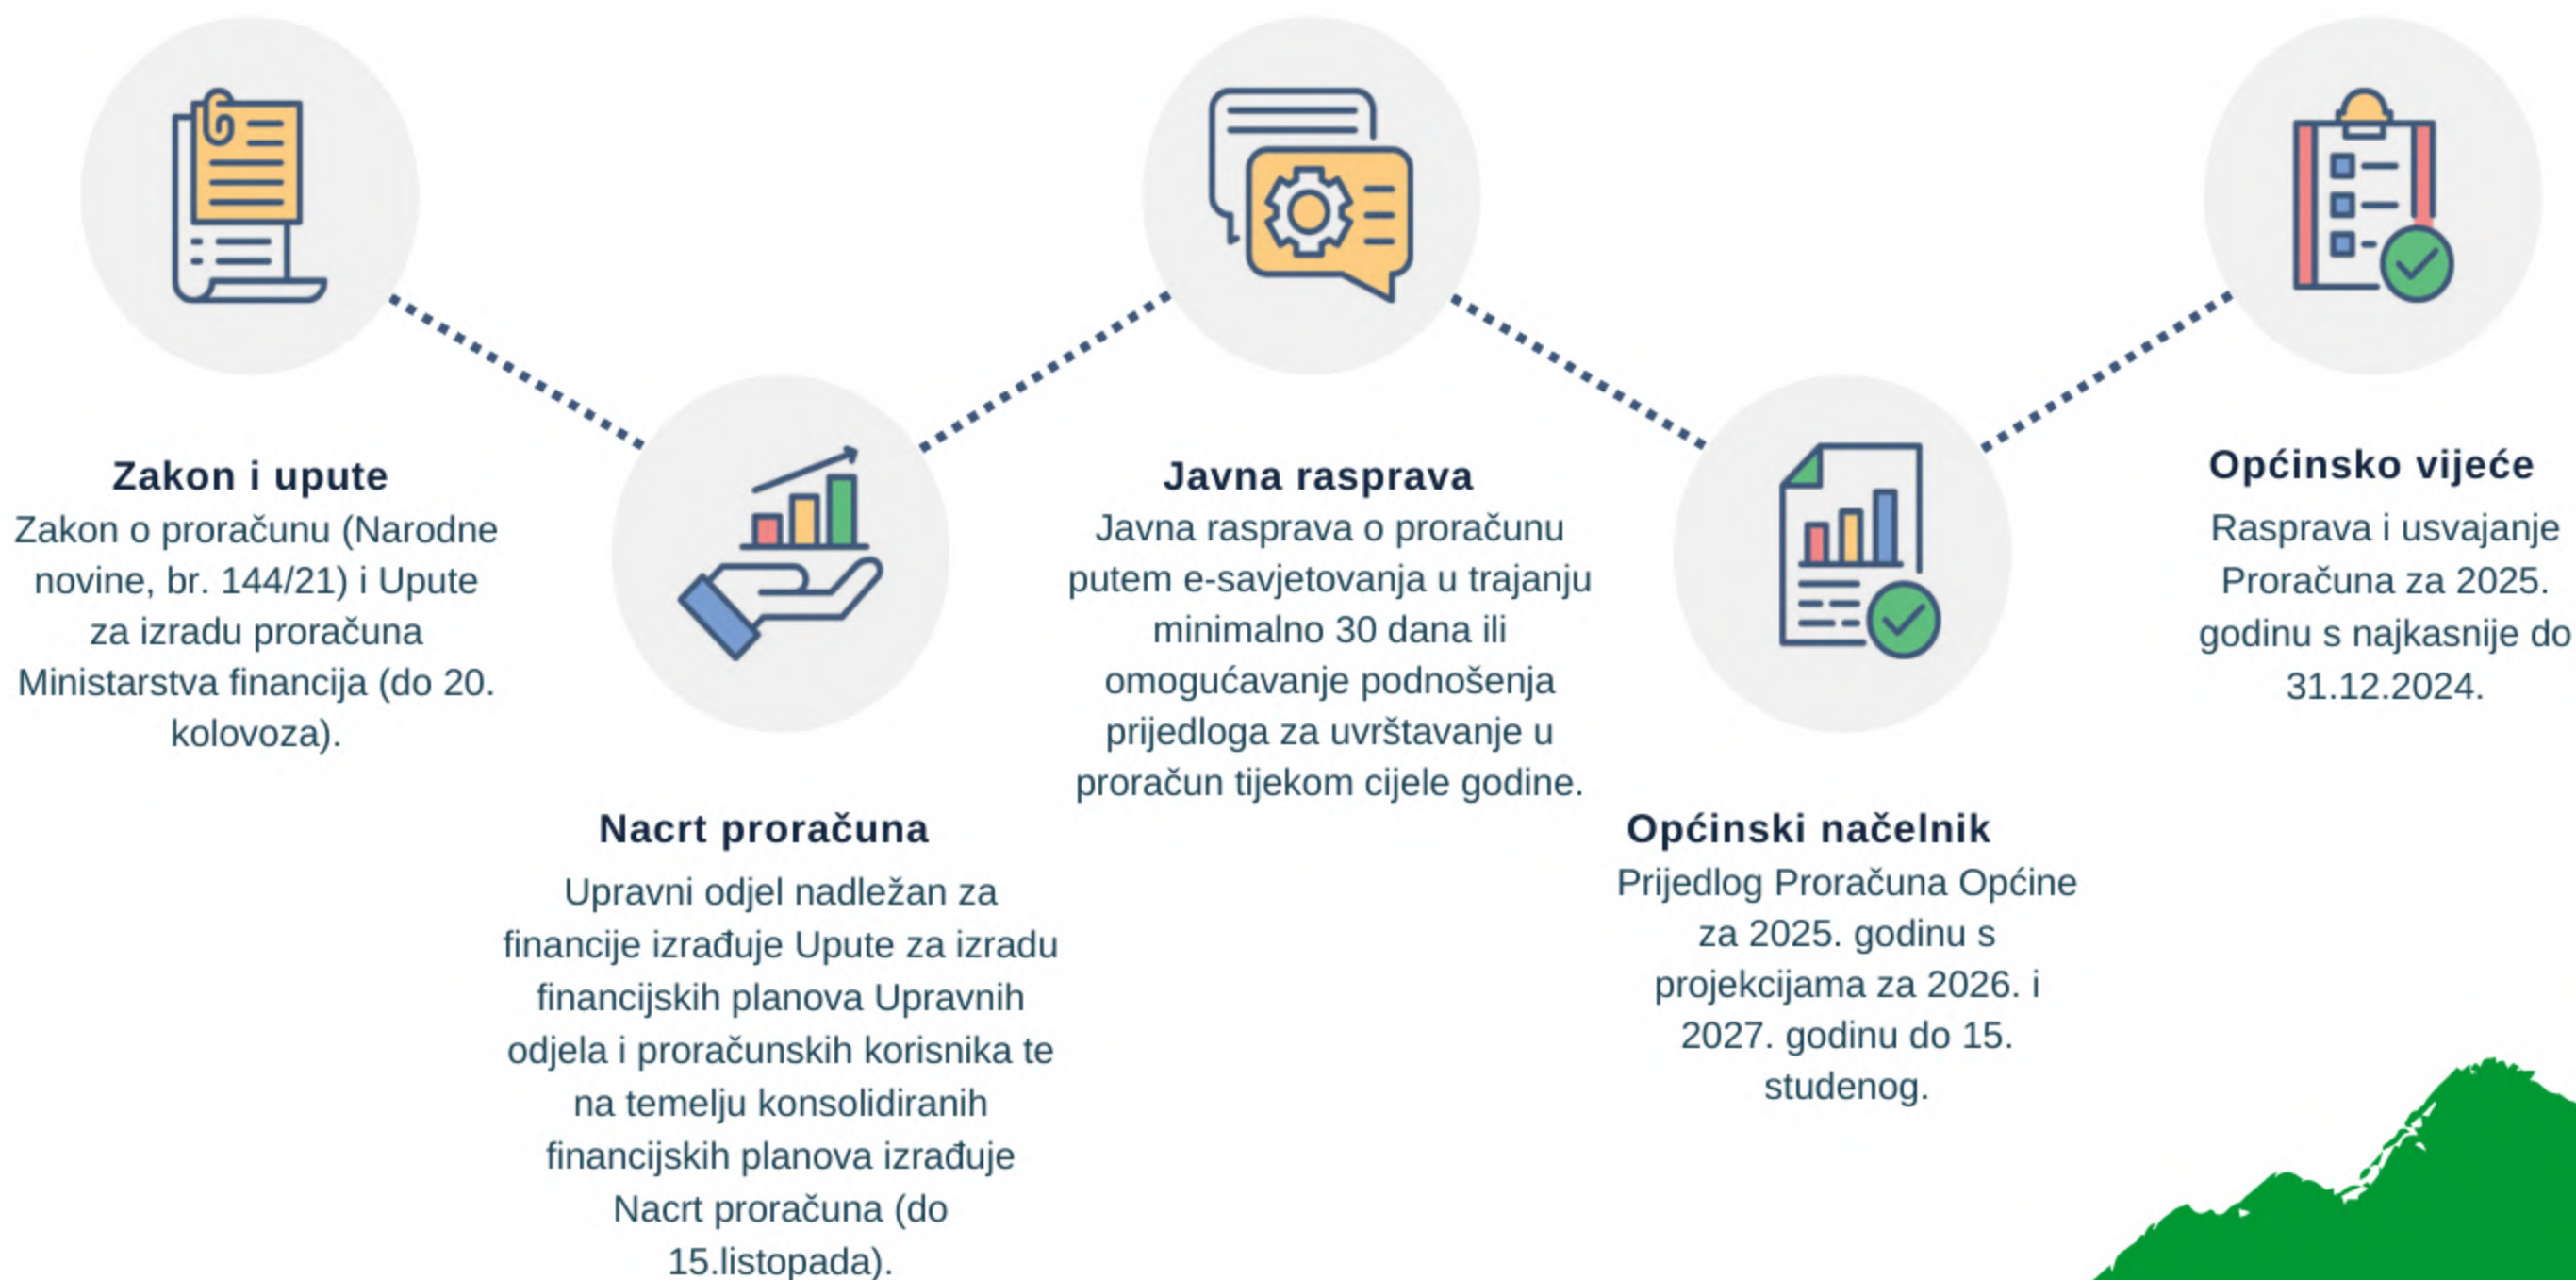 Zakon i upute
Zakon o proračunu (Narodne
novine, br. 144/21) i Upute
za izradu proračuna
Ministarstva financija (do 20.
kolovoza).
Nacrt proračuna
Upravni odjel nadležan za
financije izrađuje Upute za izradu
financijskih planova Upravnih
odjela i proračunskih korisnika te
na temelju konsolidiranih
financijskih planova izrađuje
Nacrt proračuna (do
15.listopada).
Javna rasprava
Javna rasprava o proračunu
putem e-savjetovanja u trajanju
minimalno 30 dana ili
omogućavanje podnošenja
prijedloga za uvrštavanje u
proračun tijekom cijele godine.
Općinski načelnik
Prijedlog Proračuna Općine
za 2025. godinu s
projekcijama za 2026. i
2027. godinu do 15.
studenog.
Općinsko vijeće
Rasprava i usvajanje
Proračuna za 2025.
godinu s najkasnije do
31.12.2024.